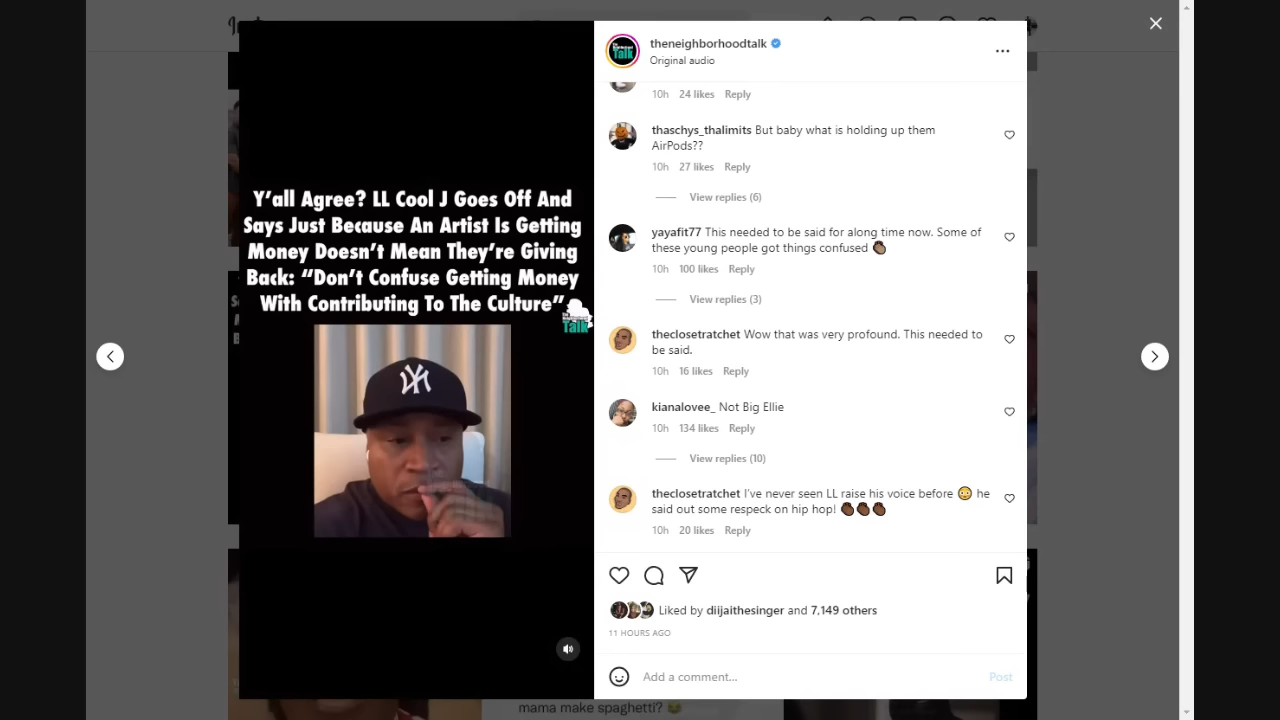 theneighborhoodtalk
Original audio
10h 24 likes Reply
Y'all Agree? LL Cool J Goes Off And
Says Just Because An Artist Is Getting
Money Doesn't Mean They're Giving
Back: “Don't Confuse Getting Money
With Contributing To The Culture”
Talk
thaschys_thalimits But baby what is holding up them
AirPods??
10h 27 likes Reply
View replies (6)
yayafit77 This needed to be said for along time now. Some of
these young people got things confused 👏🏾
10h 100 likes Reply
View replies (3)
theclosetratchet Wow that was very profound. This needed to
be said.
10h 16 likes Reply
kianalovee_ Not Big Ellie
10h 134 likes Reply
View replies (10)
theclosetratchet I've never seen LL raise his voice before 😳 he
said out some respeck on hip hop! 👏🏾👏🏾👏🏾
10h 20 likes Reply
Liked by diijaithesinger and 7,149 others
11 HOURS AGO
Add a comment...
Post
mama make spaghetti? 😂